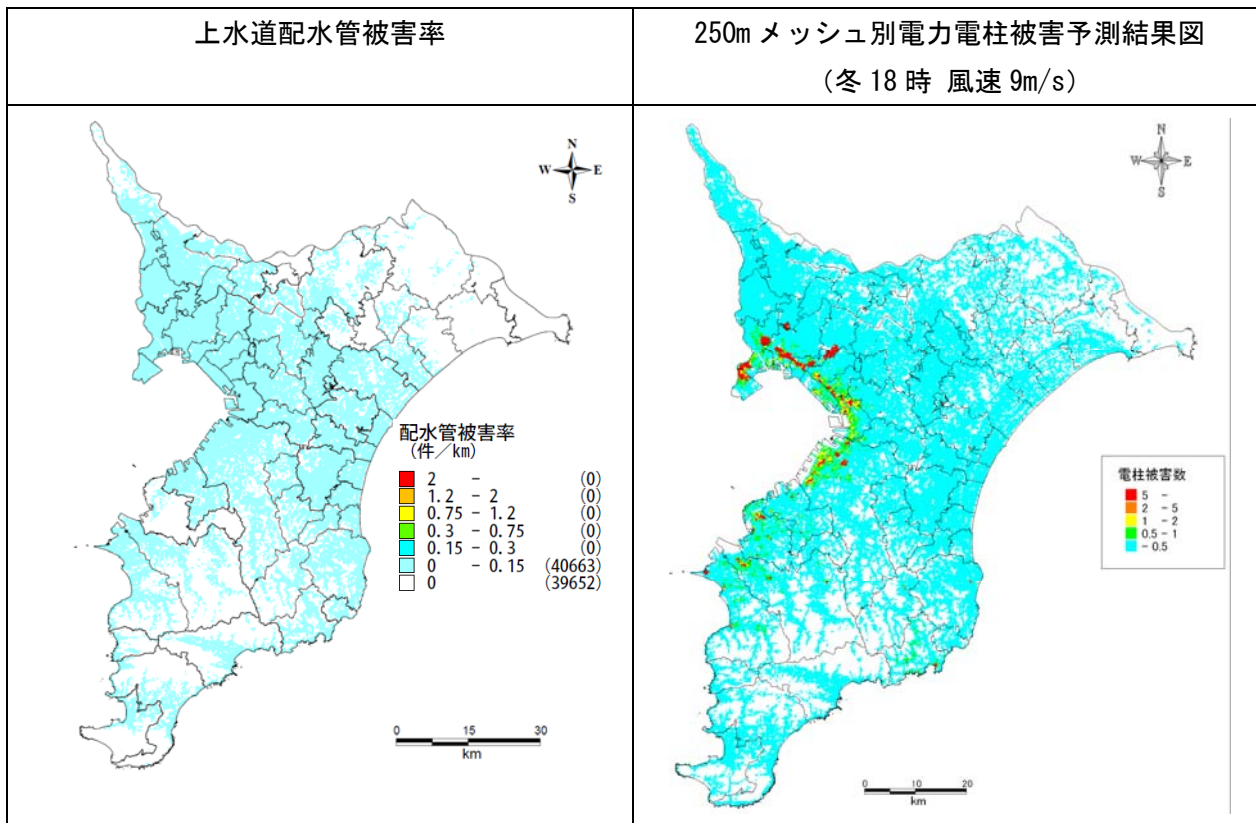 上水道配水管被害率
250m メッシュ別電力電柱被害予測結果図
(冬 18 時 風速 9m/s)
N
W E
S
配水管被害率
(件/km)
2 - (0)
1.2 - 2 (0)
0.75 - 1.2 (0)
0.3 - 0.75 (0)
0.15 - 0.3 (0)
0 - 0.15 (40663)
0 (39652)
0 15 30
km
N
W E
S
電柱被害数
5 -
2 - 5
1 - 2
0.5 - 1
- 0.5
0 10 20
km